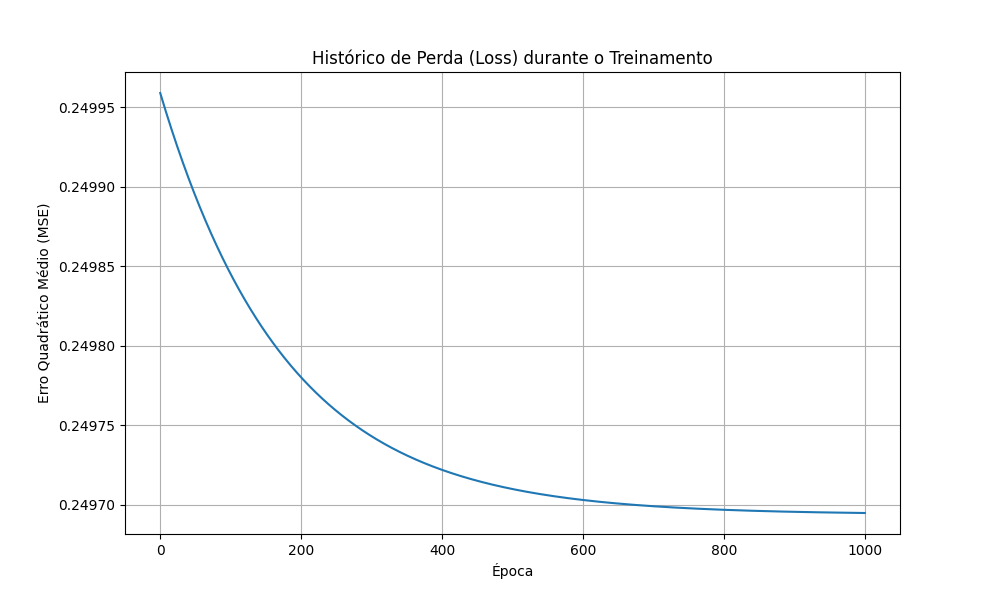 Histórico de Perda (Loss) durante o Treinamento
0.24995
0.24990
0.24985
0.24980
0.24975
0.24970
Erro Quadrático Médio (MSE)
0 200 400 600 800 1000
Época